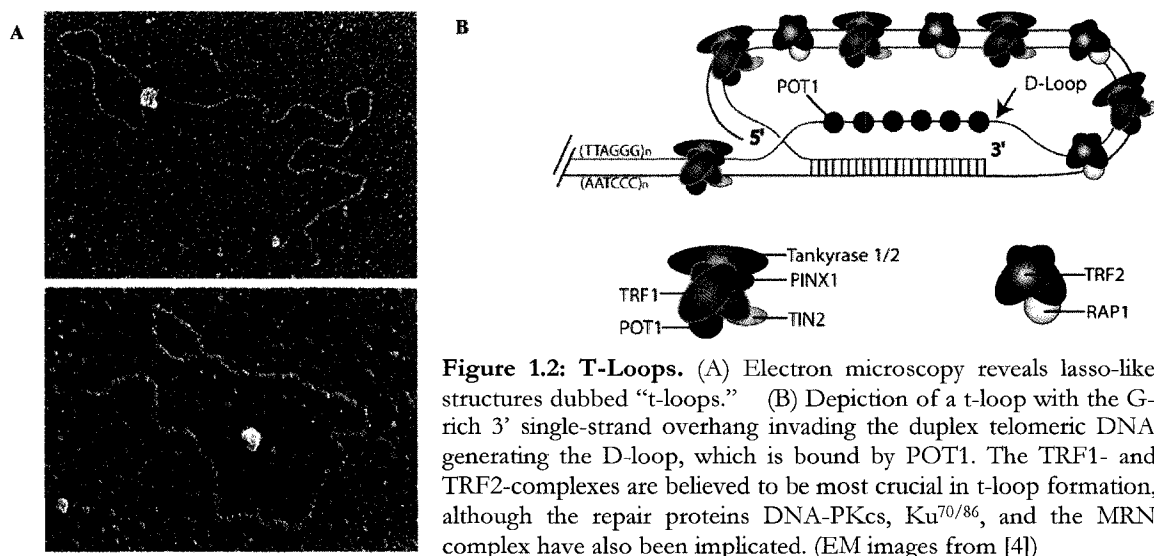 A
B
POT1
D-Loop
5'
3'
(TTAGGG)n
(AATCCC)n
Tankyrase 1/2
PINX1
TRF1
POT1
TIN2
TRF2
RAP1
Figure 1.2: T-Loops. (A) Electron microscopy reveals lasso-like
structures dubbed “t-loops.” (B) Depiction of a t-loop with the G-
rich 3’ single-strand overhang invading the duplex telomeric DNA
generating the D-loop, which is bound by POT1. The TRF1- and
TRF2-complexes are believed to be most crucial in t-loop formation,
although the repair proteins DNA-PKcs, Ku70/86, and the MRN
complex have also been implicated. (EM images from [4])